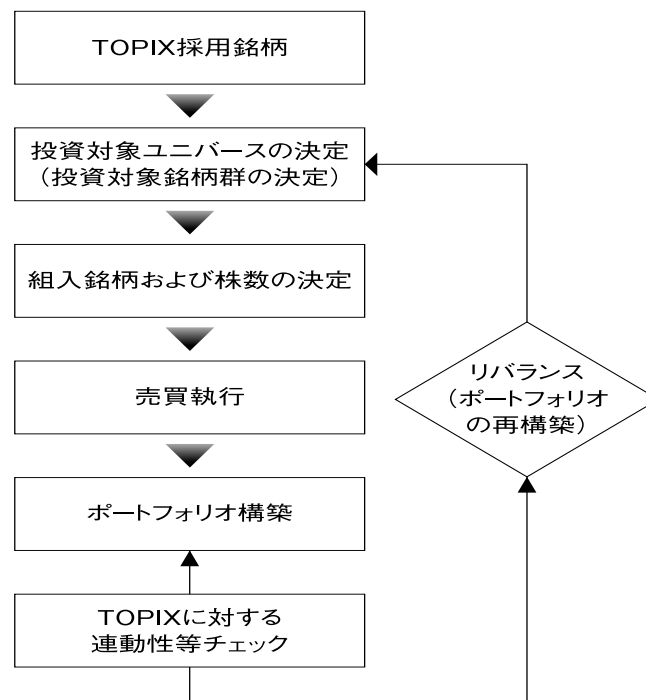 TOPIX採用銘柄
投資対象ユニバースの決定
（投資対象銘柄群の決定）
組入銘柄および株数の決定
売買執行
ポートフォリオ構築
TOPIXに対する
連動性等チェック
リバランス
（ポートフォリオ
の再構築）